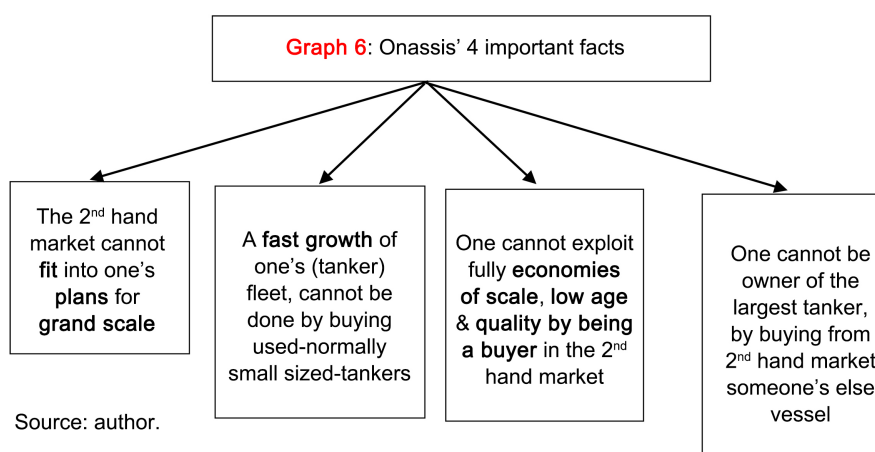 Graph 6: Onassis’ 4 important facts
The 2nd hand
market cannot
fit into one’s
plans for
grand scale
A fast growth of
one’s (tanker)
fleet, cannot be
done by buying
used-normally
small sized-tankers
One cannot exploit
fully economies
of scale, low age
& quality by being
a buyer in the 2nd
hand market
One cannot be
owner of the
largest tanker,
by buying from
2nd hand market
someone’s else
vessel
Source: author.